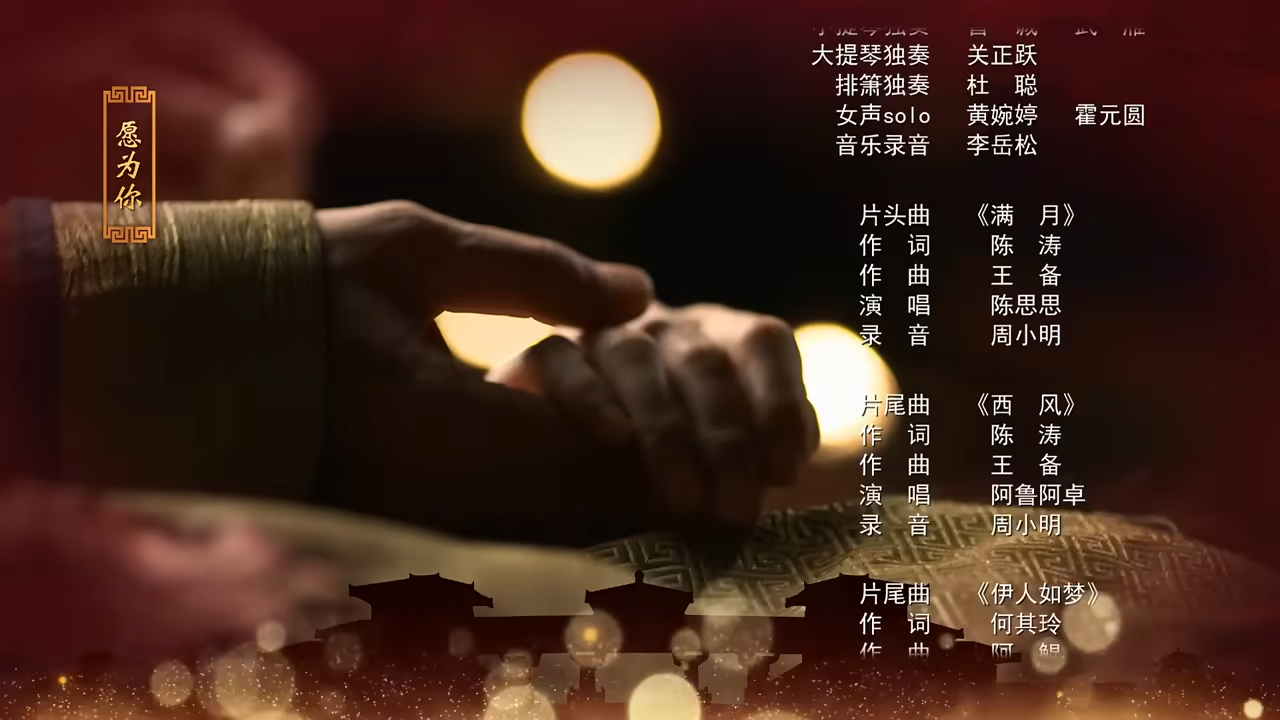 愿为你
大提琴独奏 关正跃
排箫独奏 杜 聪
女声solo 黄婉婷 霍元圆
音乐录音 李岳松
片头曲 《满 月》
作 词 陈 涛
作 曲 王 备
演 唱 陈思思
录 音 周小明
片尾曲 《西 风》
作 词 陈 涛
作 曲 王 备
演 唱 阿鲁阿卓
录 音 周小明
片尾曲 《伊人如梦》
作 词 何其玲
作 曲 阿 鲲